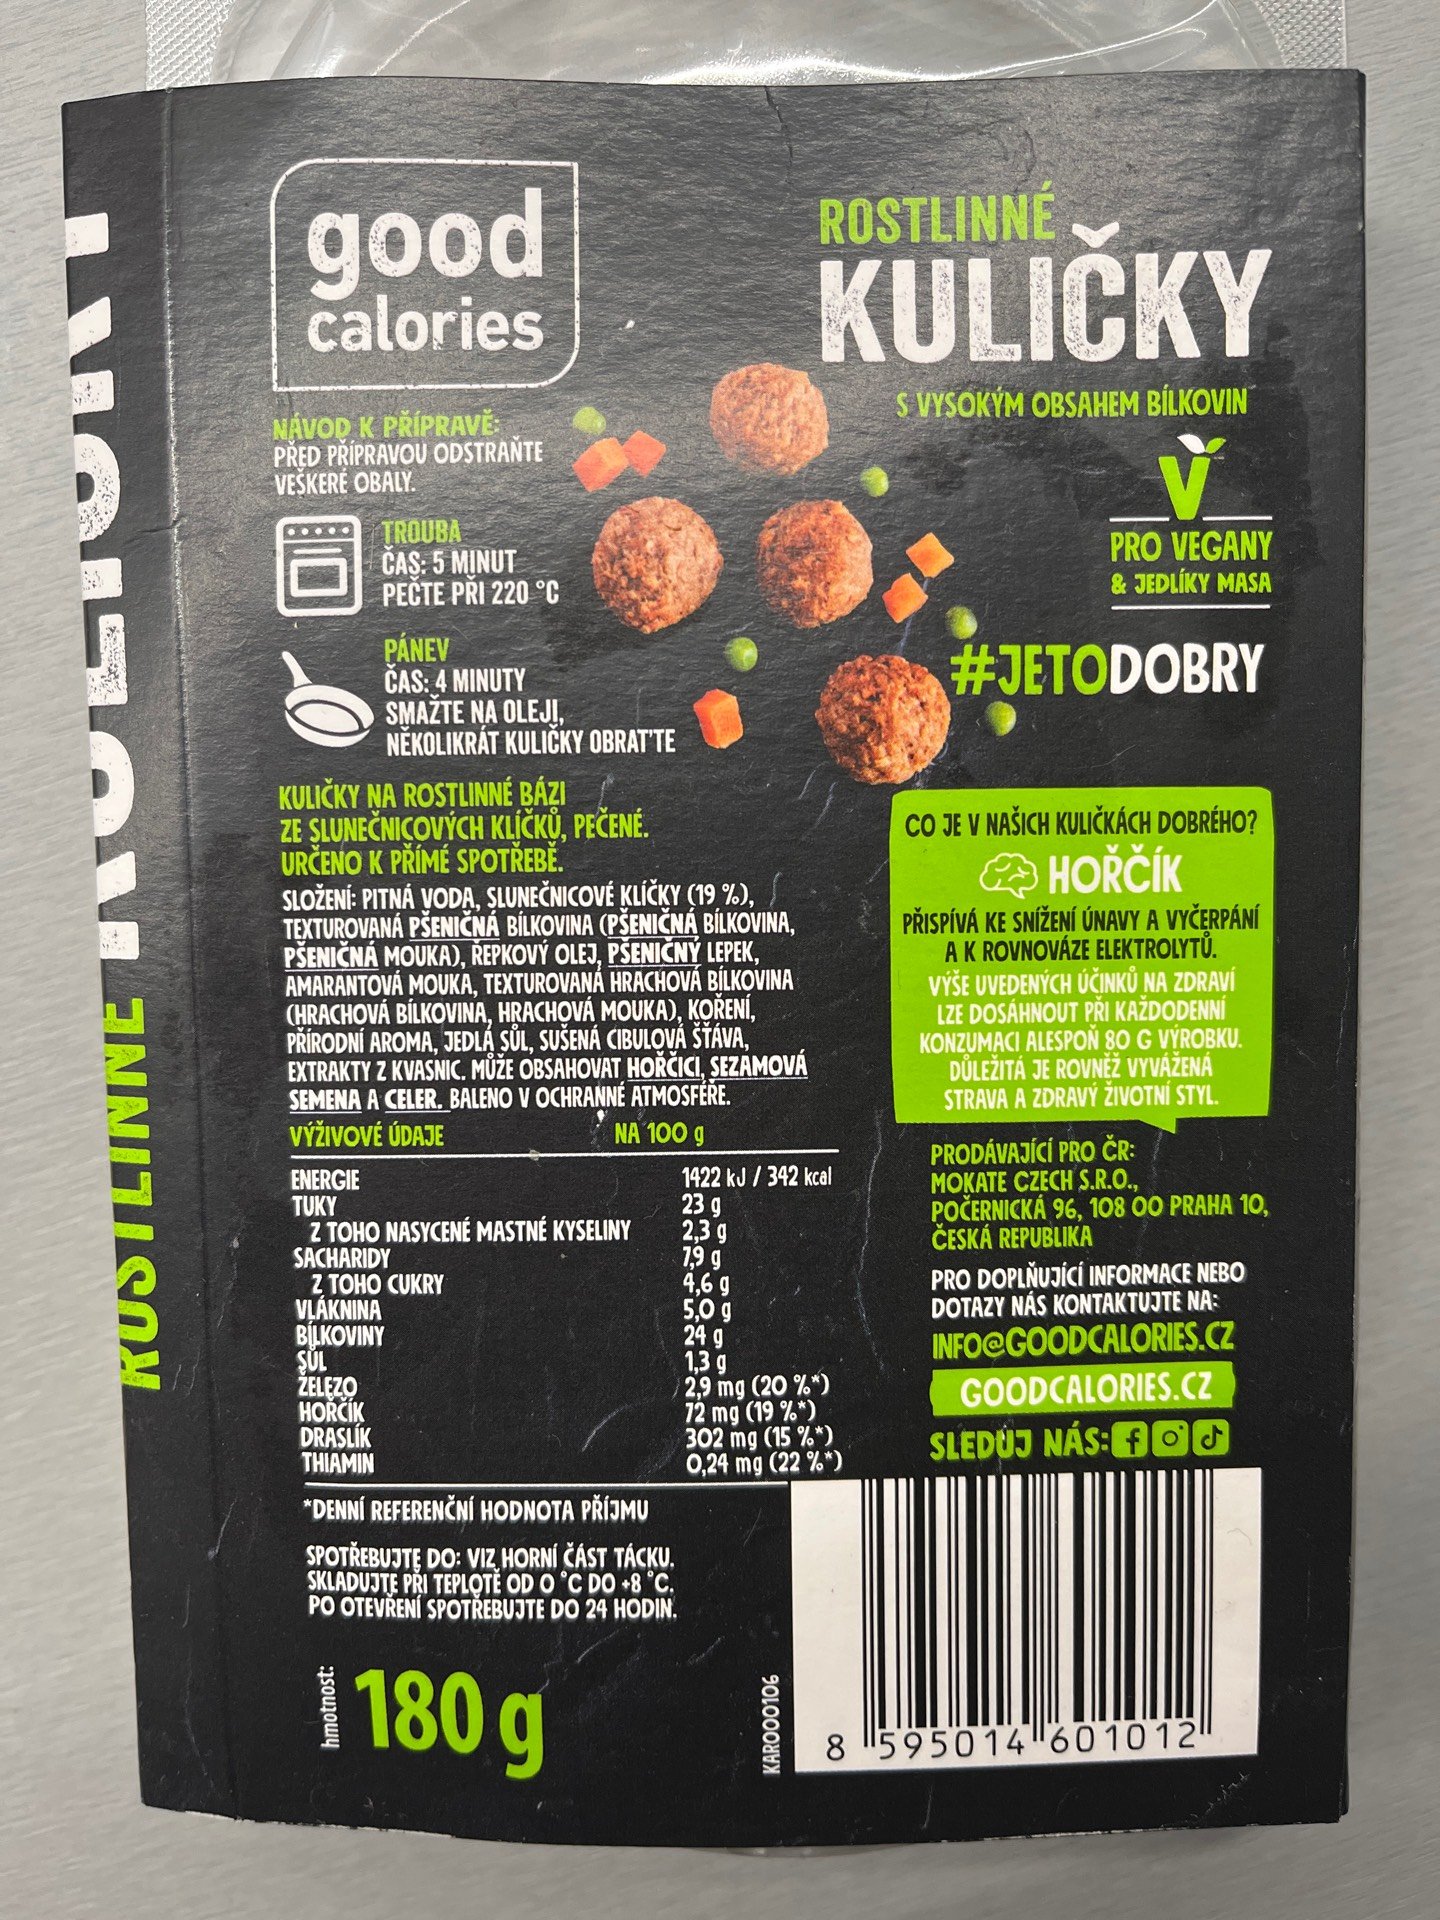 good
calories
ROSTLINNÉ
KULIČKY
S VYSOKÝM OBSAHEM BÍLKOVIN
PRO VEGANY
& JEDLÍKY MASA
#JETODOBRY
NÁVOD K PŘÍPRAVĚ:
PŘED PŘÍPRAVOU ODSTRAŇTE
VEŠKERÉ OBALY.
TROUBA
ČAS: 5 MINUT
PEČTE PŘI 220 °C
PÁNEV
ČAS: 4 MINUTY
SMAŽTE NA OLEJI,
NĚKOLIKRÁT KULIČKY OBRAT'TE
KULIČKY NA ROSTLINNÉ BÁZI
ZE SLUNEČNICOVÝCH KLÍČKŮ, PEČENÉ.
URČENO K PŘÍMÉ SPOTŘEBĚ.
SLOŽENÍ: PITNÁ VODA, SLUNEČNICOVÉ KLÍČKY (19 %),
TEXTUROVANÁ PŠENIČNÁ BÍLKOVINA (PŠENIČNÁ BÍLKOVINA,
PŠENIČNÁ MOUKA), ŘEPKOVÝ OLEJ, PŠENIČNÝ LEPEK,
AMARANTOVÁ MOUKA, TEXTUROVANÁ HRACHOVÁ BÍLKOVINA
(HRACHOVÁ BÍLKOVINA, HRACHOVÁ MOUKA), KOŘENÍ,
PŘÍRODNÍ AROMA, JEDLÁ SŮL, SUŠENÁ CIBULOVÁ ŠŤÁVA,
EXTRAKTY Z KVASNIC. MŮŽE OBSAHOVAT HOŘČICI, SEZAMOVÁ
SEMENA A CELER. BALENO V OCHRANNÉ ATMOSFÉŘE.
VÝŽIVOVÉ ÚDAJE NA 100 g
ENERGIE 1422 kJ / 342 kcal
TUKY 23 g
Z TOHO NASYCENÉ MASTNÉ KYSELINY 2,3 g
SACHARIDY 7,9 g
Z TOHO CUKRY 4,6 g
VLÁKNINA 5,0 g
BÍLKOVINY 24 g
SŮL 1,3 g
ŽELEZO 2,9 mg (20 %*)
HOŘČÍK 72 mg (19 %*)
DRASLÍK 302 mg (15 %*)
THIAMIN 0,24 mg (22 %*)
*DENNÍ REFERENČNÍ HODNOTA PŘÍJMU
SPOTŘEBUJTE DO: VIZ HORNÍ ČÁST TÁCKU.
SKLADUJTE PŘI TEPLOTĚ OD 0 °C DO +8 °C.
PO OTEVŘENÍ SPOTŘEBUJTE DO 24 HODIN.
hmotnost:
180 g
CO JE V NAŠICH KULIČKÁCH DOBRÉHO?
HOŘČÍK
PŘISPÍVÁ KE SNÍŽENÍ ÚNAVY A VYČERPÁNÍ
A K ROVNOVÁZE ELEKTROLYTŮ.
VÝŠE UVEDENÝCH ÚČINKŮ NA ZDRAVÍ
LZE DOSÁHNOUT PŘI KAŽDODENNÍ
KONZUMACI ALESPOŇ 80 G VÝROBKU.
DŮLEŽITÁ JE ROVNĚŽ VYVÁŽENÁ
STRAVA A ZDRAVÝ ŽIVOTNÍ STYL.
PRODÁVAJÍCÍ PRO ČR:
MOKATE CZECH S.R.O.,
POČERNICKÁ 96, 108 00 PRAHA 10,
ČESKÁ REPUBLIKA
PRO DOPLŇUJÍCÍ INFORMACE NEBO
DOTAZY NÁS KONTAKTUJTE NA:
INFO@GOODCALORIES.CZ
GOODCALORIES.CZ
SLEDUJ NÁS:
KAR000106
8 595014 601012
ROSTLINNÉ KULIČKY